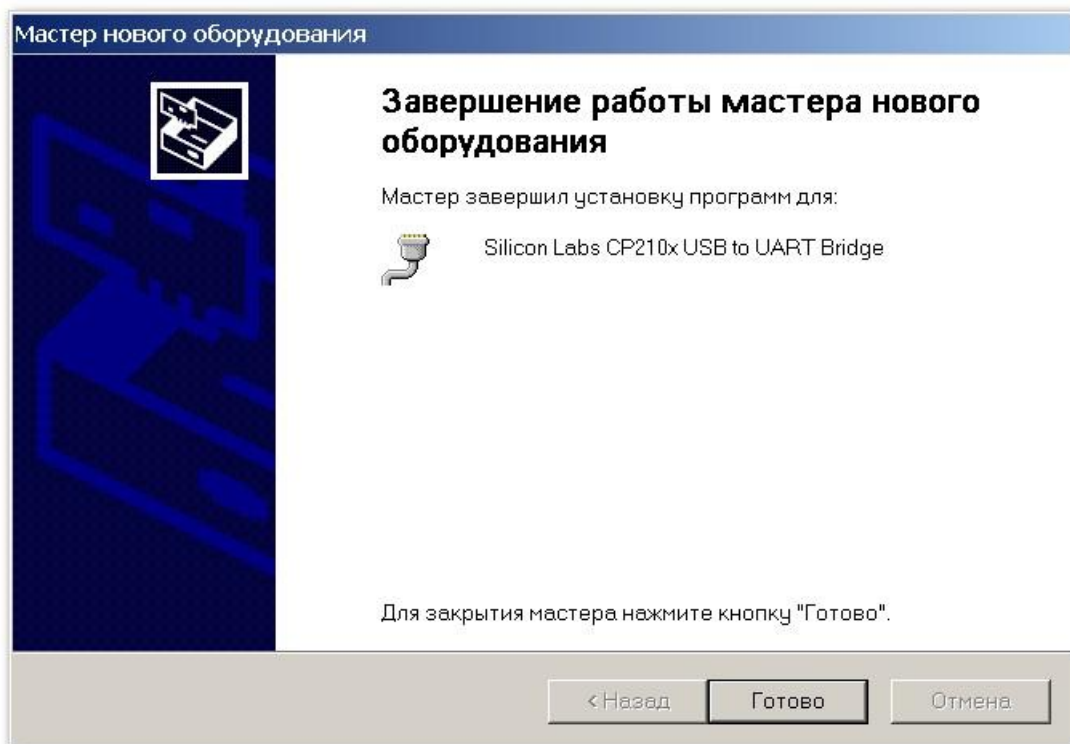 Мастер нового оборудования
Завершение работы мастера нового
оборудования
Мастер завершил установку программ для:
Silicon Labs CP210x USB to UART Bridge
Для закрытия мастера нажмите кнопку "Готово".
< Назад
Готово
Отмена